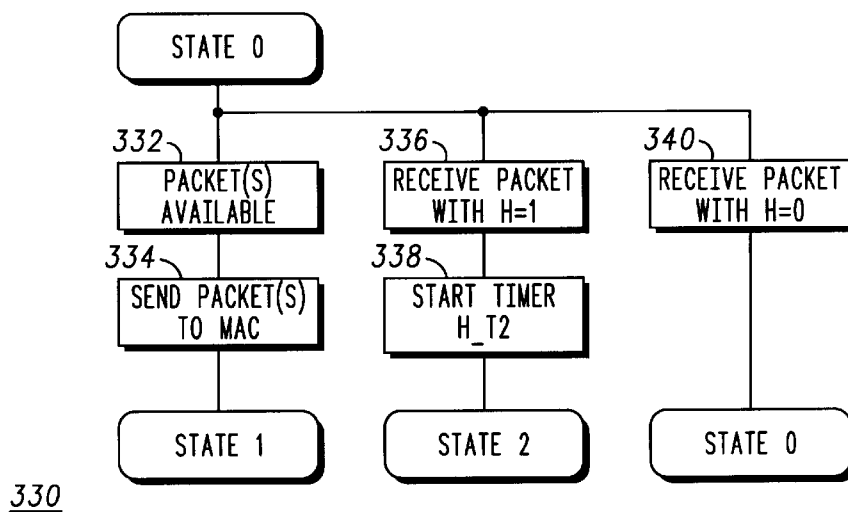 STATE 0
332
PACKET(S)
AVAILABLE
336
RECEIVE PACKET
WITH H=1
340
RECEIVE PACKET
WITH H=0
334
SEND PACKET(S)
TO MAC
338
START TIMER
H_T2
STATE 1
STATE 2
STATE 0
330